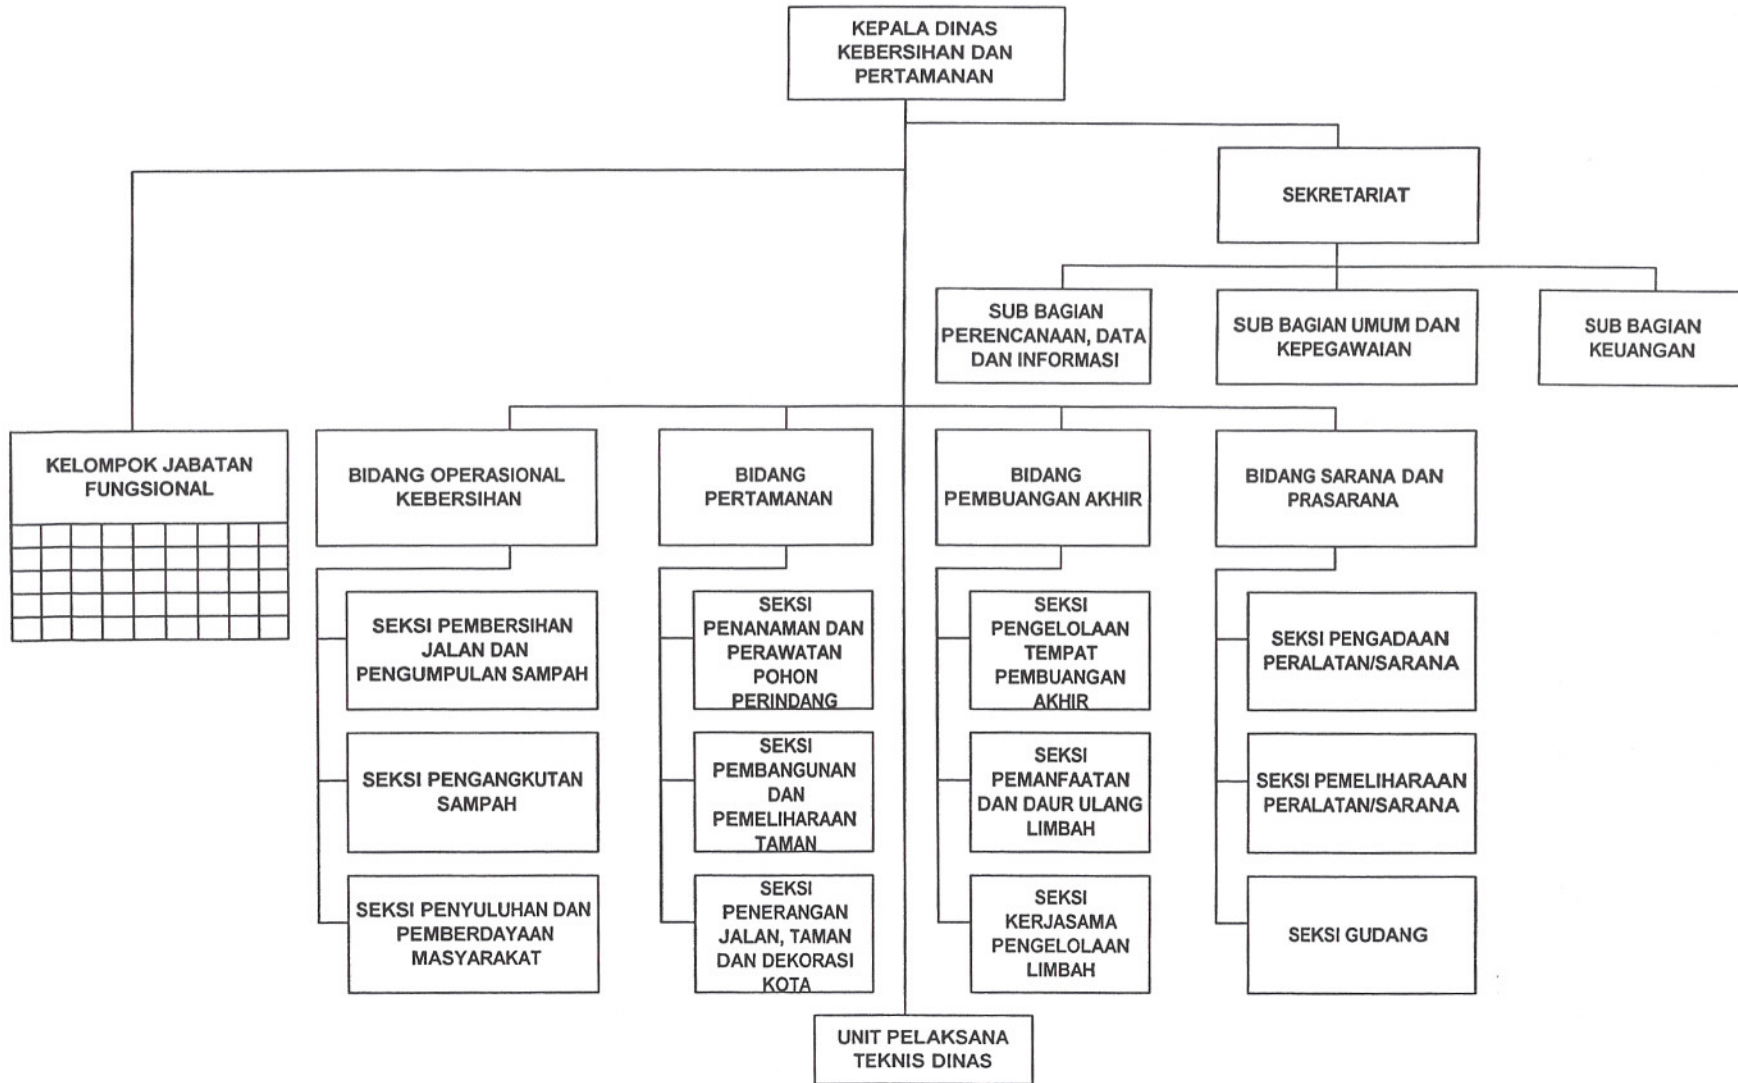 KEPALA DINAS
KEBERSIHAN DAN
PERTAMANAN
SEKRETARIAT
SUB BAGIAN
PERENCANAAN, DATA
DAN INFORMASI
SUB BAGIAN UMUM DAN
KEPEGAWAIAN
SUB BAGIAN
KEUANGAN
KELOMPOK JABATAN
FUNGSIONAL
BIDANG OPERASIONAL
KEBERSIHAN
BIDANG
PERTAMANAN
BIDANG
PEMBUANGAN AKHIR
BIDANG SARANA DAN
PRASARANA
SEKSI PEMBERSIHAN
JALAN DAN
PENGUMPULAN SAMPAH
SEKSI
PENANAMAN DAN
PERAWATAN
POHON
PERINDANG
SEKSI
PENGELOLAAN
TEMPAT
PEMBUANGAN
AKHIR
SEKSI PENGADAAN
PERALATAN/SARANA
SEKSI PENGANGKUTAN
SAMPAH
SEKSI
PEMBANGUNAN
DAN
PEMELIHARAAN
TAMAN
SEKSI
PEMANFAATAN
DAN DAUR ULANG
LIMBAH
SEKSI PEMELIHARAAN
PERALATAN/SARANA
SEKSI PENYULUHAN DAN
PEMBERDAYAAN
MASYARAKAT
SEKSI
PENERANGAN
JALAN, TAMAN
DAN DEKORASI
KOTA
SEKSI
KERJASAMA
PENGELOLAAN
LIMBAH
SEKSI GUDANG
UNIT PELAKSANA
TEKNIS DINAS